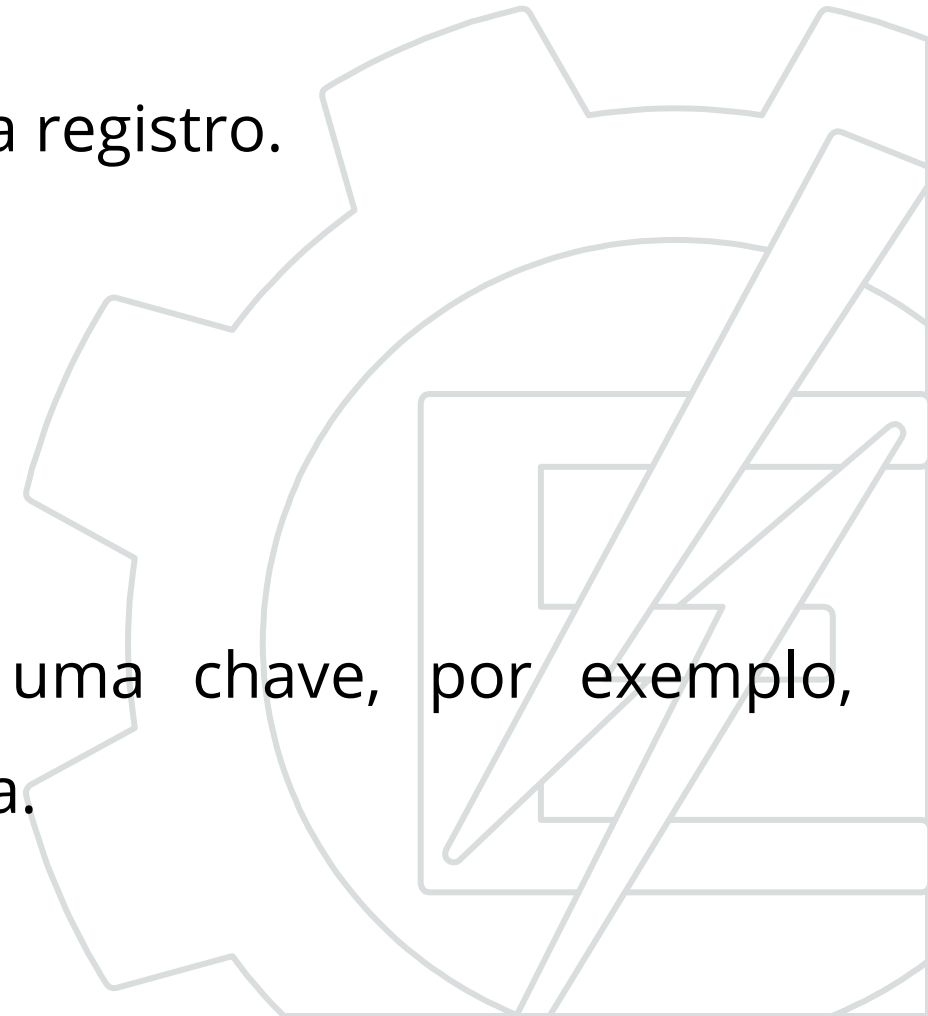 a registro.
uma chave, por exemplo,
a.